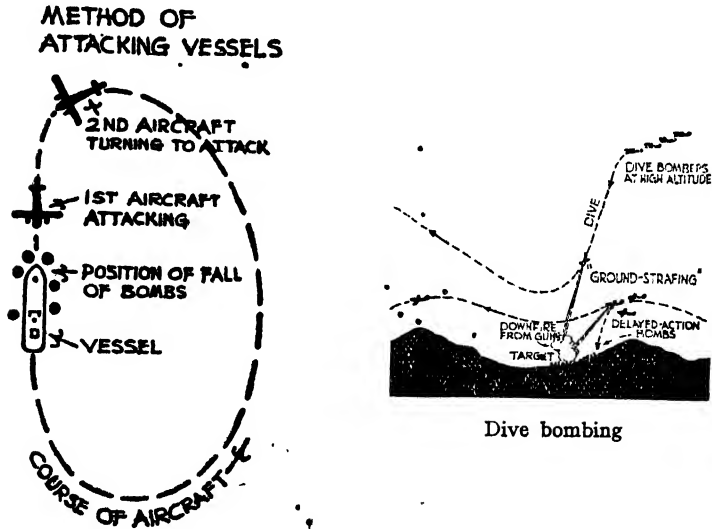 METHOD OF
ATTACKING VESSELS
2ND AIRCRAFT
TURNING TO ATTACK
1ST AIRCRAFT
ATTACKING
POSITION OF FALL
OF BOMBS
VESSEL
COURSE OF AIRCRAFT
DIVE BOMBERS
AT HIGH ALTITUDE
DIVE
"GROUND-STRAFING"
DOWNFIRE
FROM GUNS
TARGET
DELAYED-ACTION
BOMBS
Dive bombing